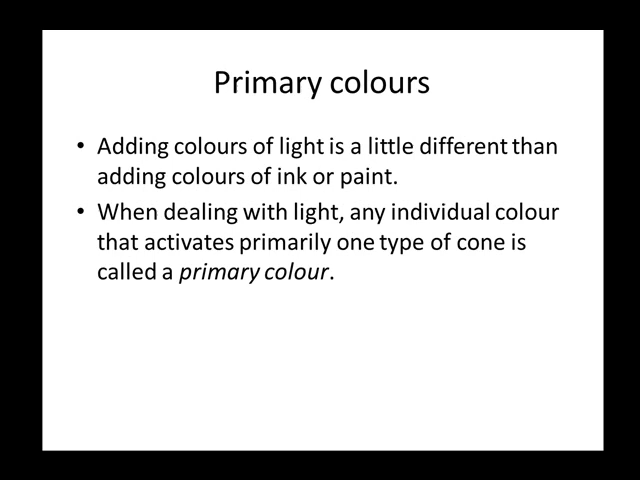 Primary colours
• Adding colours of light is a little different than
adding colours of ink or paint.
• When dealing with light, any individual colour
that activates primarily one type of cone is
called a primary colour.